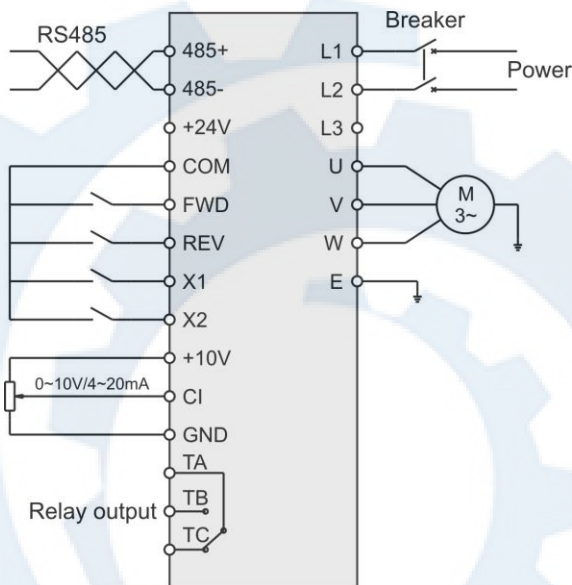 RS485
485+
485-
+24V
COM
FWD
REV
X1
X2
+10V
0~10V/4~20mA
CI
GND
TA
TB
Relay output
TC
Breaker
L1
L2
Power
L3
U
V
W
E
M
3~